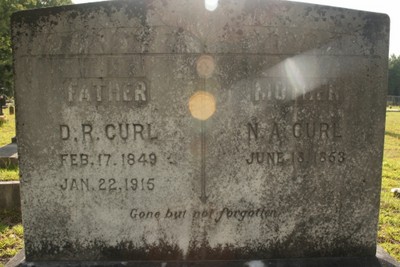 FATHER
D.R. CURL
FEB. 17. 1849
JAN. 22. 1915
MOTHER
N.A. CURL
JUNE 13. 1853
Gone but not forgotten.